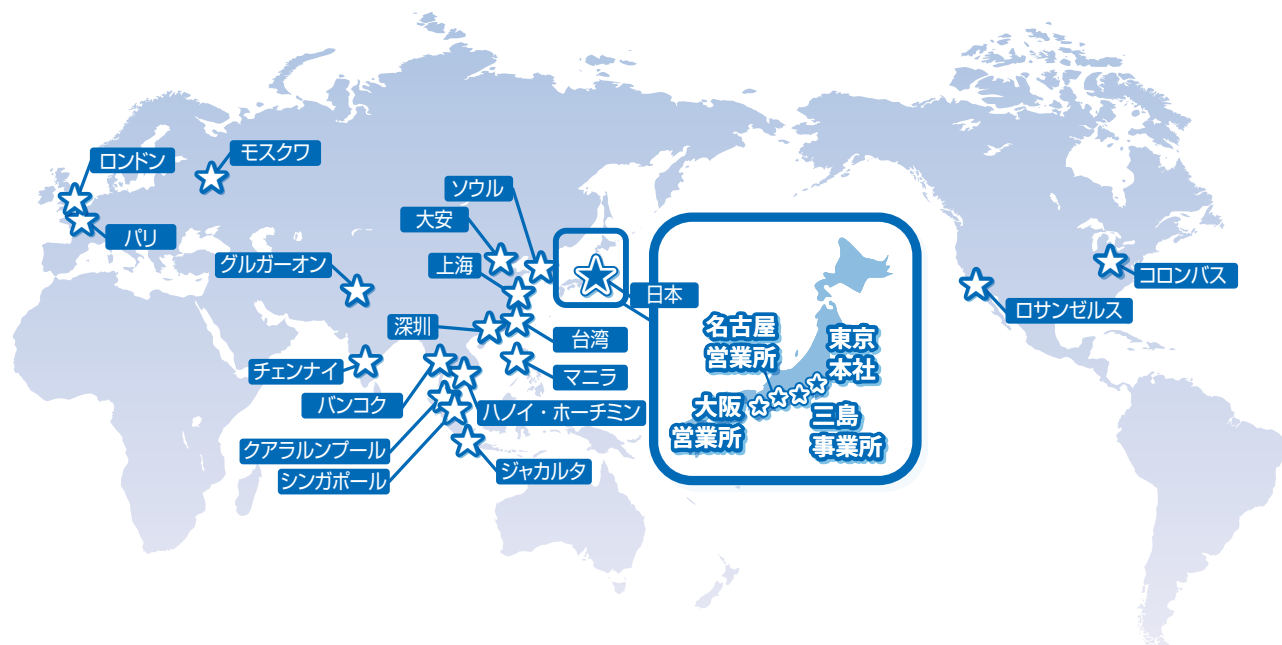 ロンドン
モスクワ
パリ
ソウル
大安
グルガーオン
上海
日本
深圳
台湾
チェンナイ
マニラ
バンコク
ハノイ・ホーチミン
クアラルンプール
シンガポール
ジャカルタ
名古屋
営業所
東京
本社
大阪
営業所
三島
事業所
コロンバス
ロサンゼルス